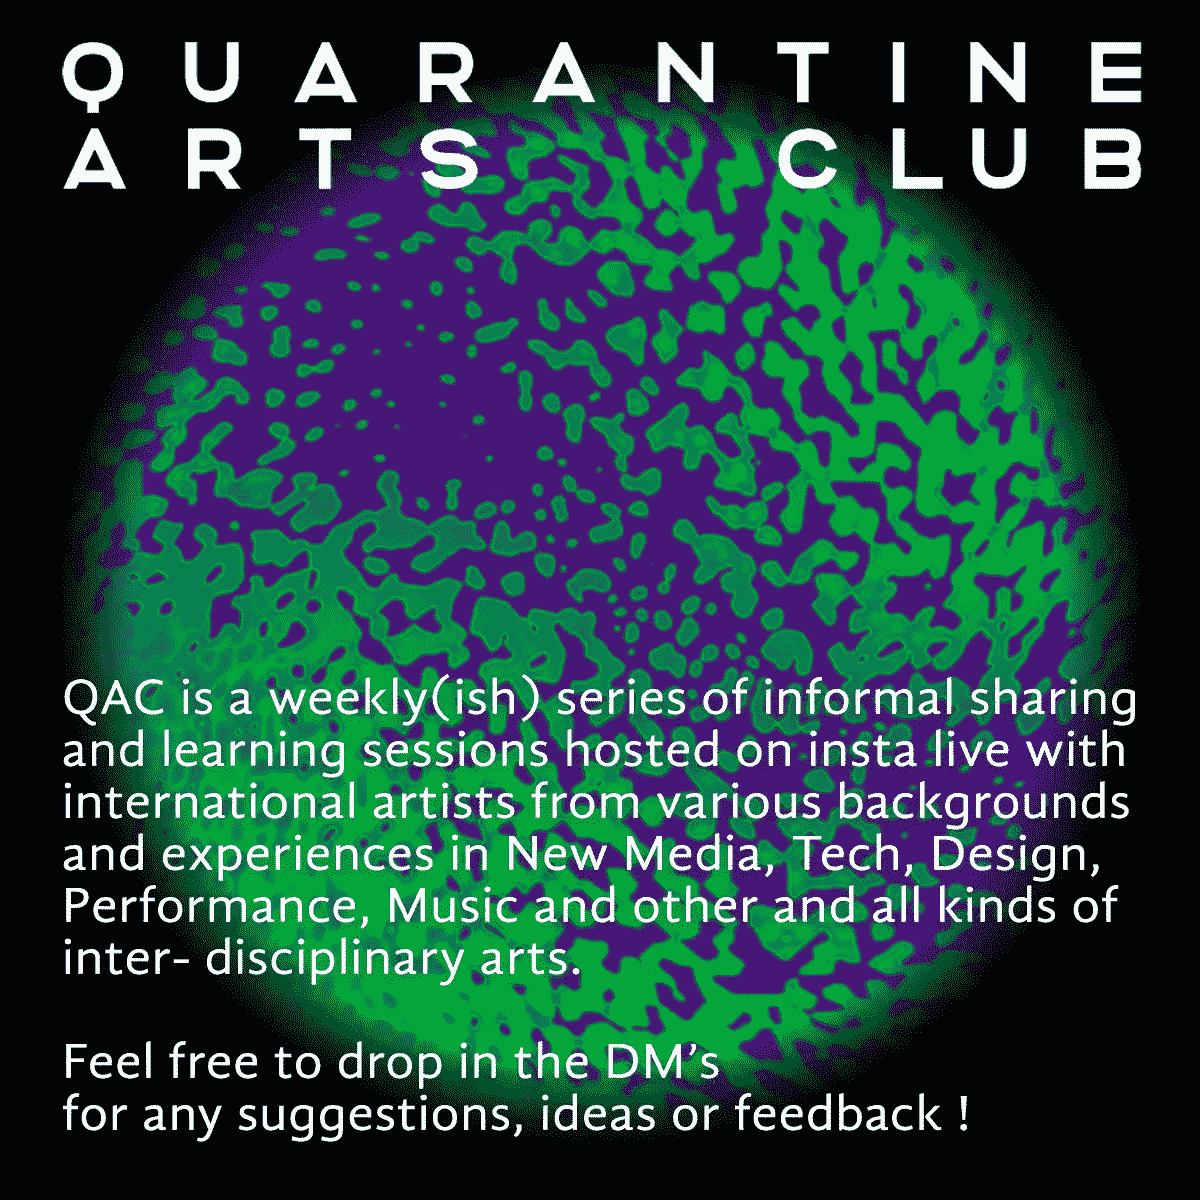 QUARANTINE
ARTS CLUB
QAC is a weekly(ish) series of informal sharing
and learning sessions hosted on insta live with
international artists from various backgrounds
and experiences in New Media, Tech, Design,
Performance, Music and other and all kinds of
inter- disciplinary arts.
Feel free to drop in the DM’s
for any suggestions, ideas or feedback !